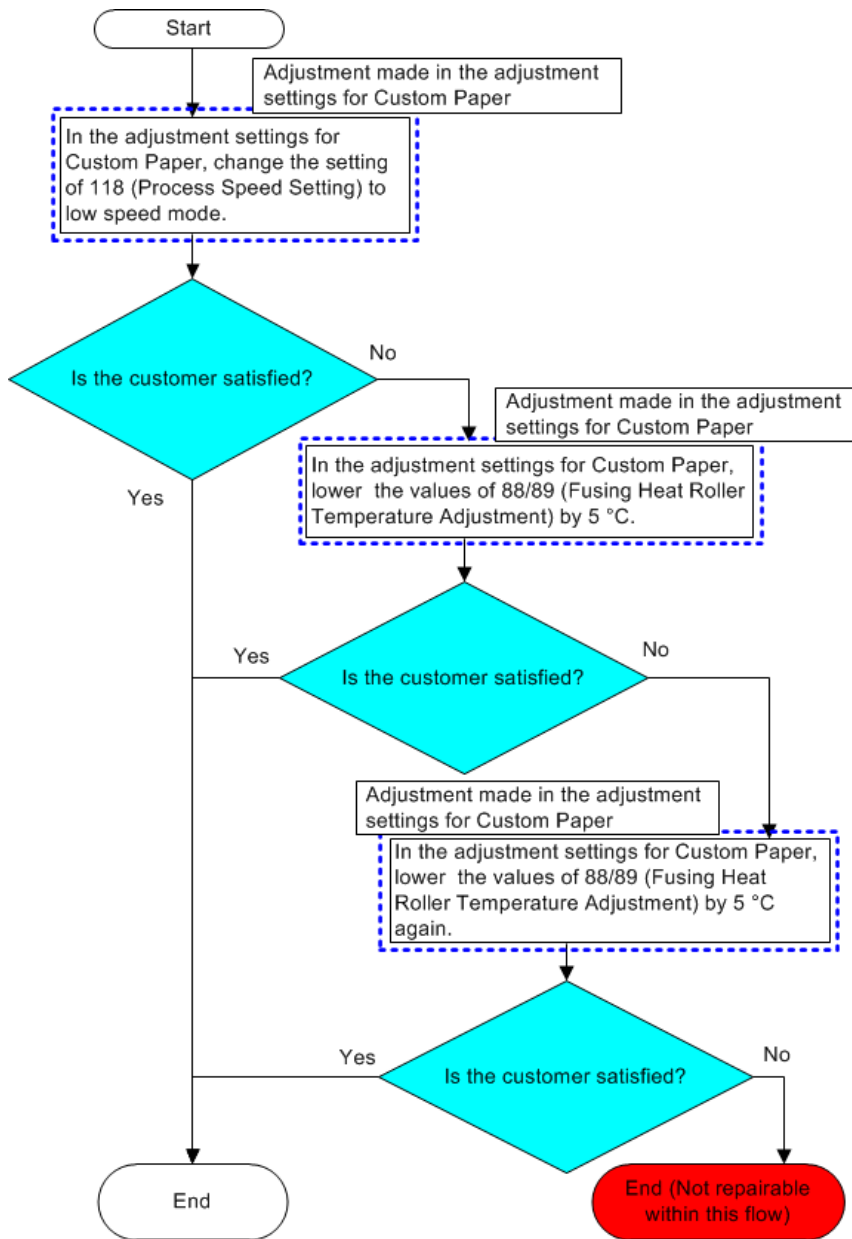 Start
Adjustment made in the adjustment
settings for Custom Paper
In the adjustment settings for
Custom Paper, change the setting
of 118 (Process Speed Setting) to
low speed mode.
Is the customer satisfied?
No
Yes
Adjustment made in the adjustment
settings for Custom Paper
In the adjustment settings for Custom Paper,
lower the values of 88/89 (Fusing Heat Roller
Temperature Adjustment) by 5 °C.
Yes
Is the customer satisfied?
No
Adjustment made in the adjustment
settings for Custom Paper
In the adjustment settings for Custom Paper,
lower the values of 88/89 (Fusing Heat
Roller Temperature Adjustment) by 5 °C
again.
Yes
Is the customer satisfied?
No
End
End (Not repairable
within this flow)